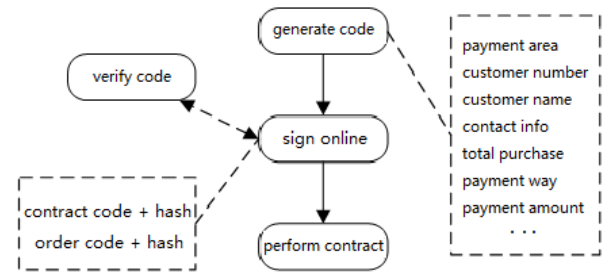 generate code
verify code
sign online
contract code + hash
order code + hash
perform contract
payment area
customer number
customer name
contact info
total purchase
payment way
payment amount
...